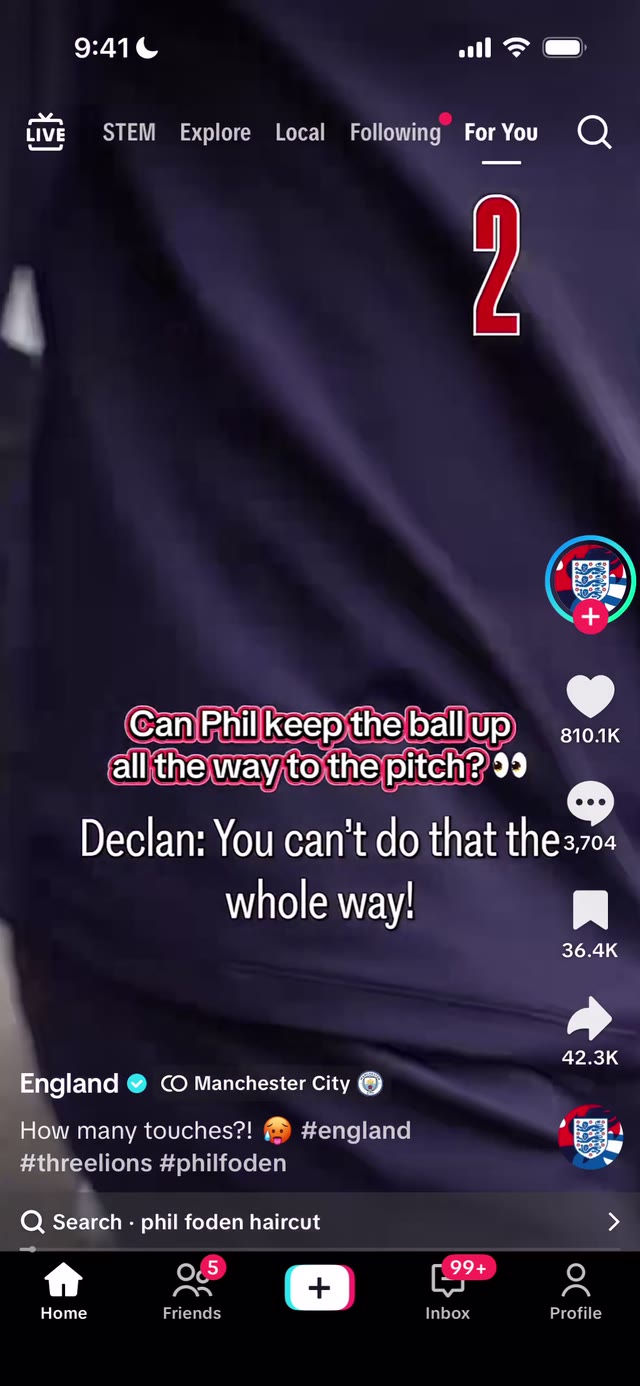 9:41
LIVE
STEM
Explore
Local
Following
For You
2
Can Phil keep the ball up
all the way to the pitch? 👀
Declan: You can't do that the
whole way!
810.1K
3,704
36.4K
42.3K
England
Manchester City
How many touches?! 🥵 #england
#threelions #philfoden
Search · phil foden haircut
5
99+
Home
Friends
Inbox
Profile